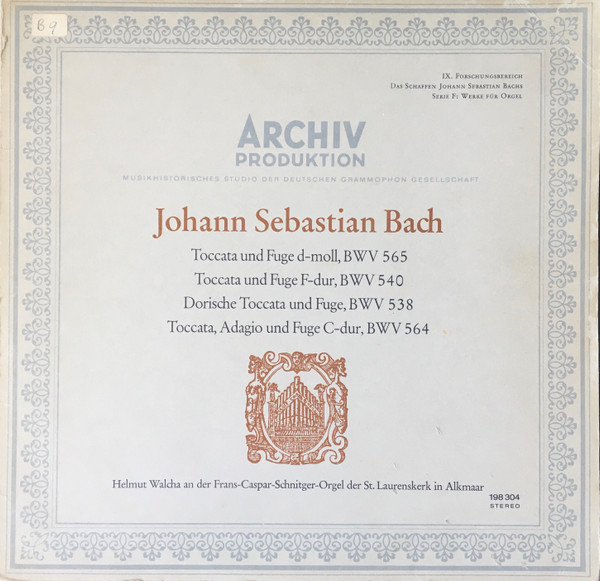 B-9
IX. Forschungsbereich
Das Schaffen Johann Sebastian Bachs
Serie F: Werke für Orgel
ARCHIV
PRODUKTION
MUSIKHISTORISCHES STUDIO DER DEUTSCHEN GRAMMOPHON GESELLSCHAFT
Johann Sebastian Bach
Toccata und Fuge d-moll, BWV 565
Toccata und Fuge F-dur, BWV 540
Dorische Toccata und Fuge, BWV 538
Toccata, Adagio und Fuge C-dur, BWV 564
Helmut Walcha an der Frans-Caspar-Schnitger-Orgel der St. Laurenskerk in Alkmaar
198 304
STEREO